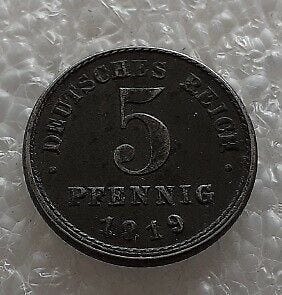 DEUTSCHES REICH
5
PFENNIG
1919